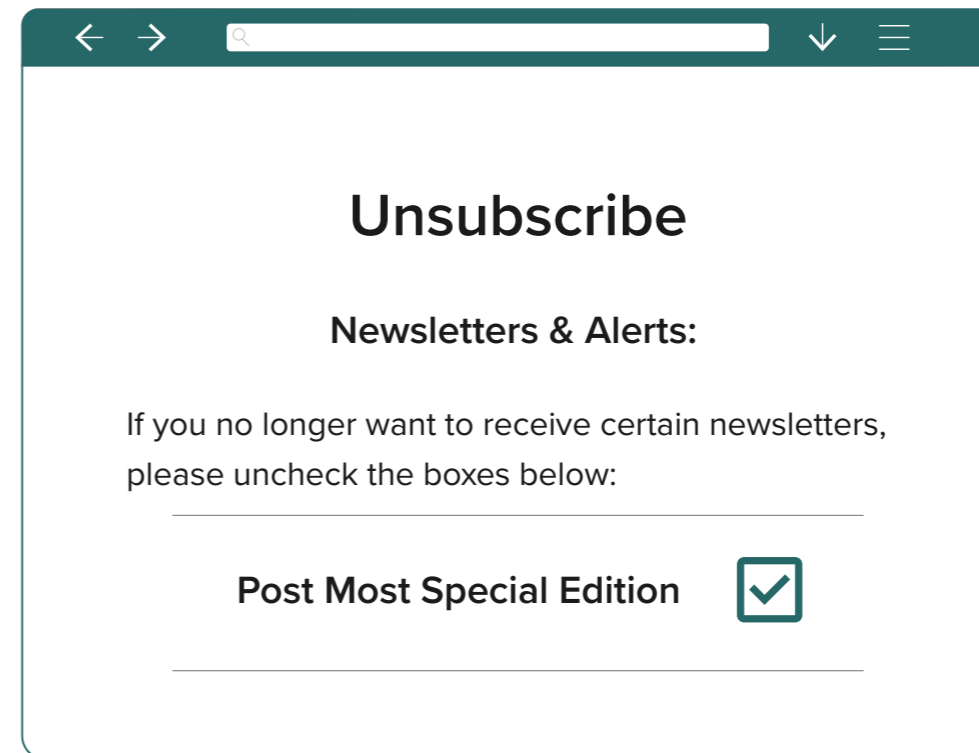 Unsubscribe
Newsletters & Alerts:
If you no longer want to receive certain newsletters,
please uncheck the boxes below:
Post Most Special Edition